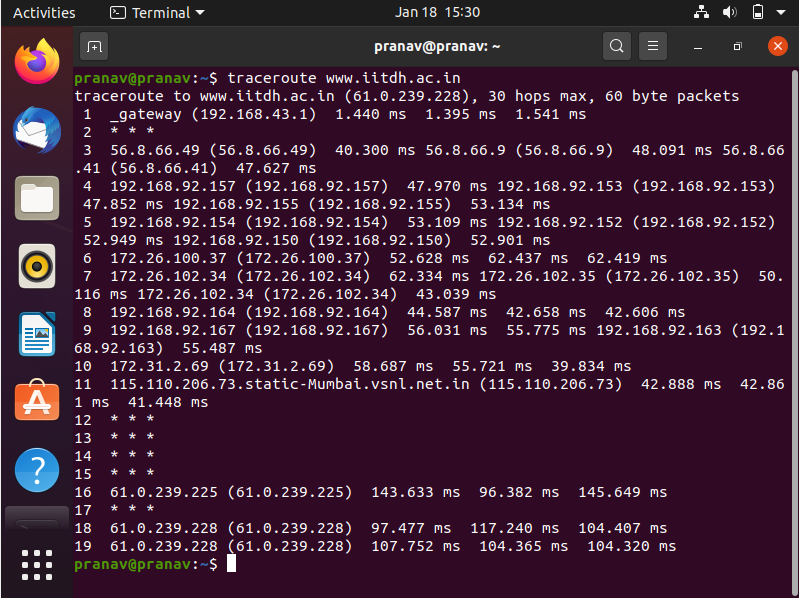 Activities
Terminal
Jan 18 15:30
pranav@pranav: ~
pranav@pranav:~$ traceroute www.iitdh.ac.in
traceroute to www.iitdh.ac.in (61.0.239.228), 30 hops max, 60 byte packets
 1  _gateway (192.168.43.1)  1.440 ms  1.395 ms  1.541 ms
 2  * * *
 3  56.8.66.49 (56.8.66.49)  40.300 ms 56.8.66.9 (56.8.66.9)  48.091 ms 56.8.66
.41 (56.8.66.41)  47.627 ms
 4  192.168.92.157 (192.168.92.157)  47.970 ms 192.168.92.153 (192.168.92.153)
 47.852 ms 192.168.92.155 (192.168.92.155)  53.134 ms
 5  192.168.92.154 (192.168.92.154)  53.109 ms 192.168.92.152 (192.168.92.152)
 52.949 ms 192.168.92.150 (192.168.92.150)  52.901 ms
 6  172.26.100.37 (172.26.100.37)  52.628 ms  62.437 ms  62.419 ms
 7  172.26.102.34 (172.26.102.34)  62.334 ms 172.26.102.35 (172.26.102.35)  50.
116 ms 172.26.102.34 (172.26.102.34)  43.039 ms
 8  192.168.92.164 (192.168.92.164)  44.587 ms  42.658 ms  42.606 ms
 9  192.168.92.167 (192.168.92.167)  56.031 ms  55.775 ms 192.168.92.163 (192.1
68.92.163)  55.487 ms
10  172.31.2.69 (172.31.2.69)  58.687 ms  55.721 ms  39.834 ms
11  115.110.206.73.static-Mumbai.vsnl.net.in (115.110.206.73)  42.888 ms  42.86
1 ms  41.448 ms
12  * * *
13  * * *
14  * * *
15  * * *
16  61.0.239.225 (61.0.239.225)  143.633 ms  96.382 ms  145.649 ms
17  * * *
18  61.0.239.228 (61.0.239.228)  97.477 ms  117.240 ms  104.407 ms
19  61.0.239.228 (61.0.239.228)  107.752 ms  104.365 ms  104.320 ms
pranav@pranav:~$